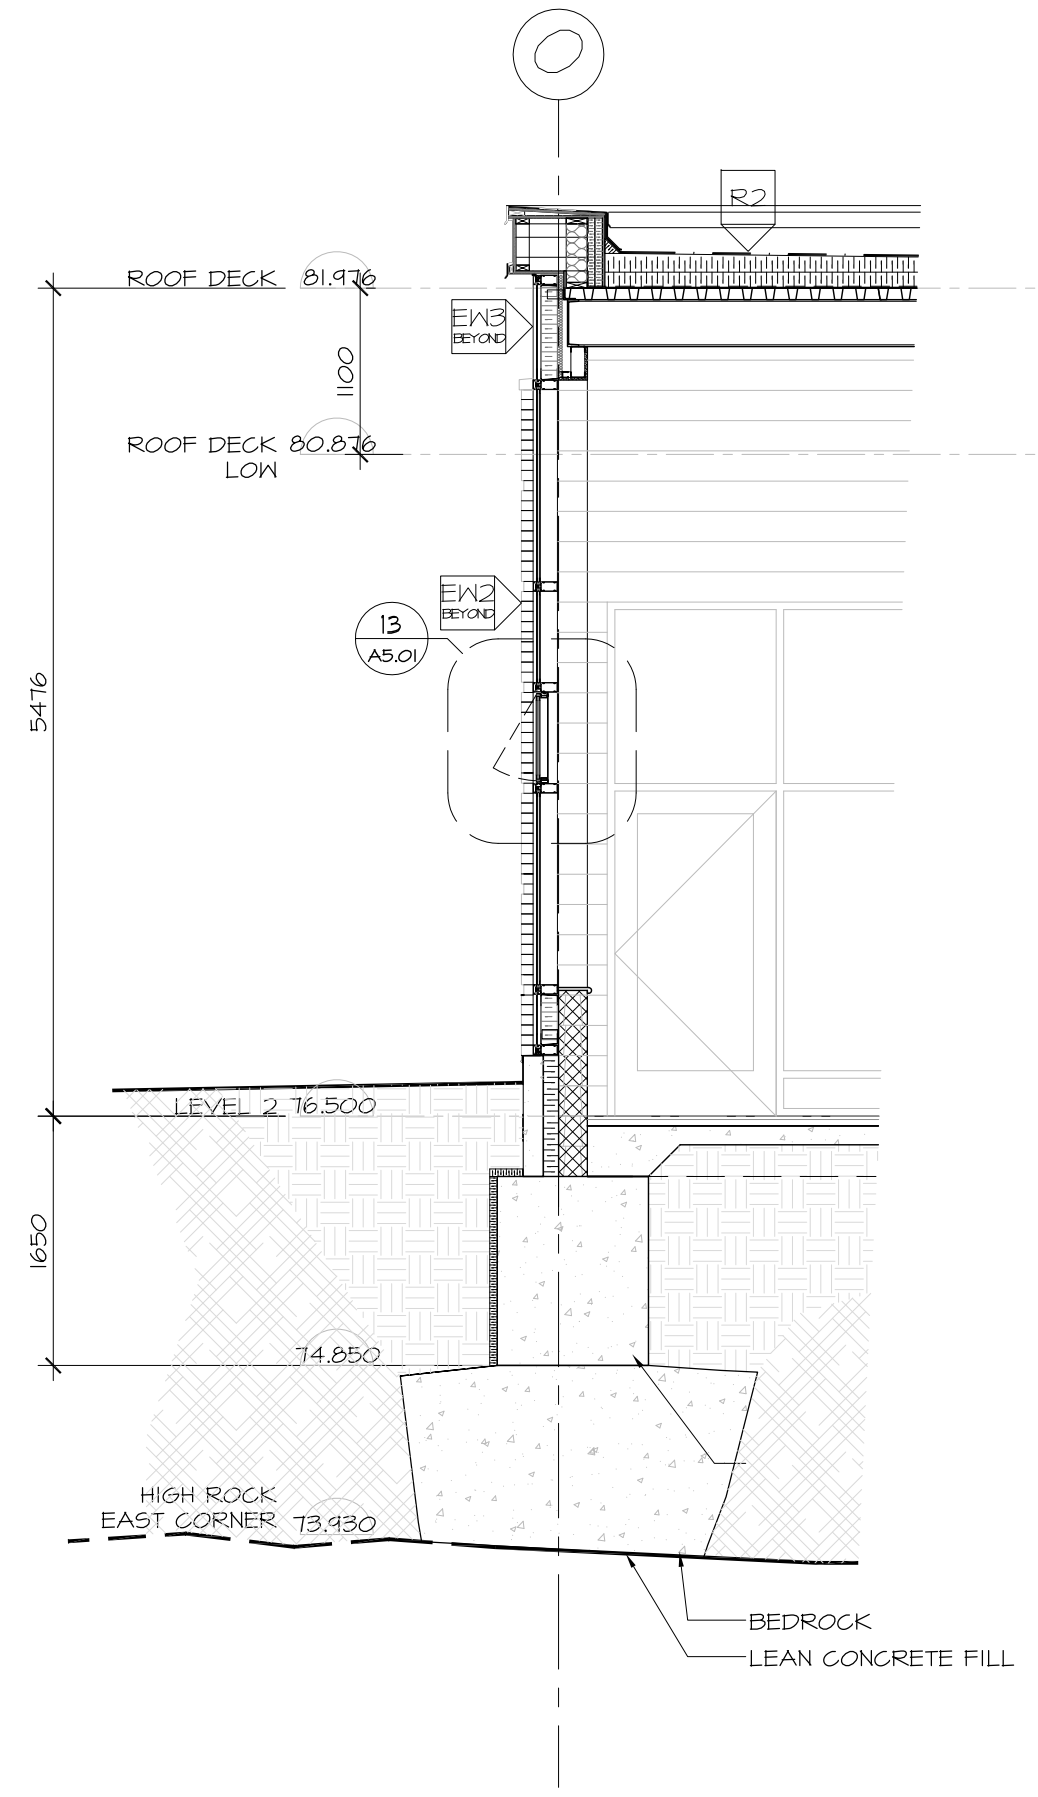 O
R2
ROOF DECK 81.976
EW3
BEYOND
1100
ROOF DECK 80.876
LOW
EW2
BEYOND
13
A5.01
5476
LEVEL 2 76.500
1650
74.850
HIGH ROCK
EAST CORNER 73.930
BEDROCK
LEAN CONCRETE FILL